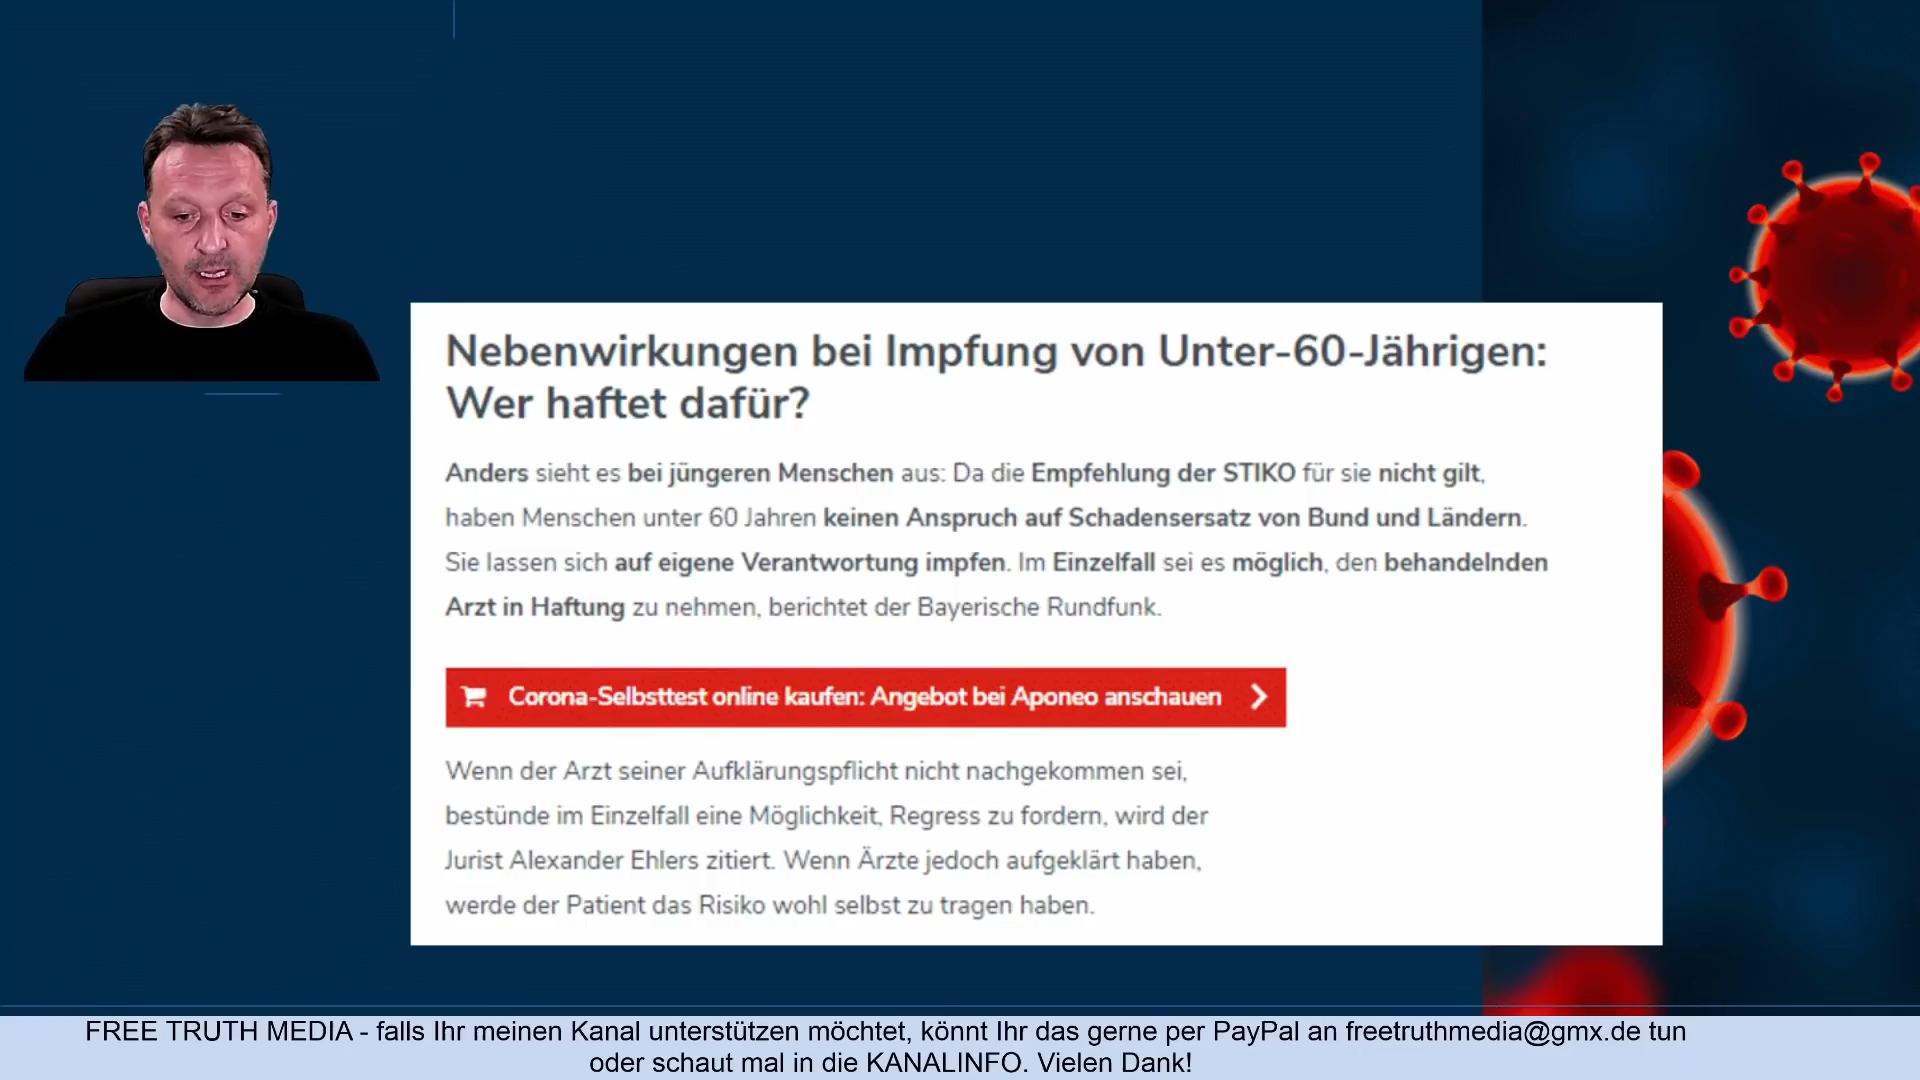 Nebenwirkungen bei Impfung von Unter-60-Jährigen:
Wer haftet dafür?
Anders sieht es bei jüngeren Menschen aus: Da die Empfehlung der STIKO für sie nicht gilt,
haben Menschen unter 60 Jahren keinen Anspruch auf Schadensersatz von Bund und Ländern.
Sie lassen sich auf eigene Verantwortung impfen. Im Einzelfall sei es möglich, den behandelnden
Arzt in Haftung zu nehmen, berichtet der Bayerische Rundfunk.
Corona-Selbsttest online kaufen: Angebot bei Aponeo anschauen
Wenn der Arzt seiner Aufklärungspflicht nicht nachgekommen sei,
bestünde im Einzelfall eine Möglichkeit, Regress zu fordern, wird der
Jurist Alexander Ehlers zitiert. Wenn Ärzte jedoch aufgeklärt haben,
werde der Patient das Risiko wohl selbst zu tragen haben.
FREE TRUTH MEDIA - falls Ihr meinen Kanal unterstützen möchtet, könnt Ihr das gerne per PayPal an freetruthmedia@gmx.de tun
oder schaut mal in die KANALINFO. Vielen Dank!